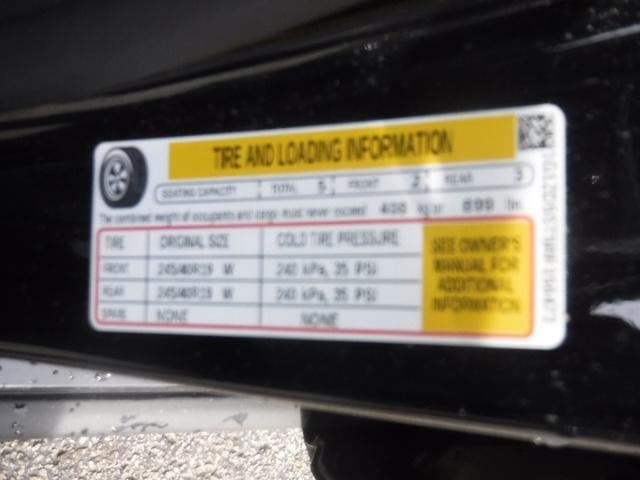 TIRE AND LOADING INFORMATION
SEATING CAPACITY TOTAL 5 FRONT 2 REAR 3
The combined weight of occupants and cargo must never exceed 408 kg or 899 lbs.
TIRE ORIGINAL SIZE COLD TIRE PRESSURE
FRONT 245/40R19 W 240 kPa, 35 PSI
REAR 245/40R19 W 240 kPa, 35 PSI
SPARE NONE NONE
SEE OWNER'S
MANUAL FOR
ADDITIONAL
INFORMATION